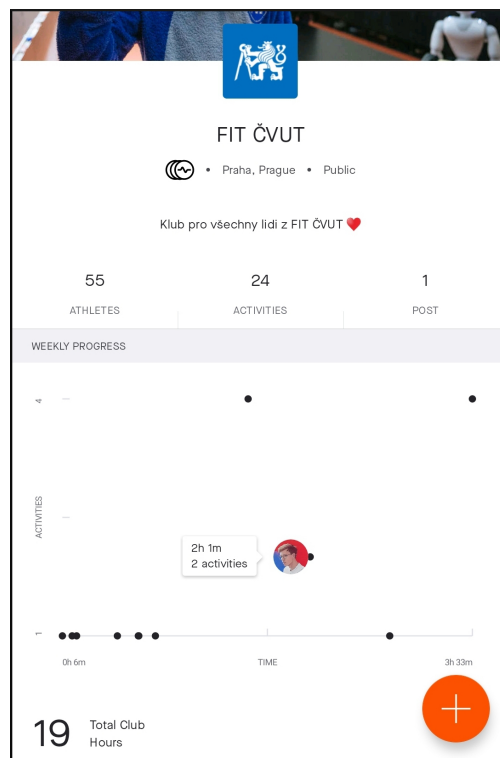 FIT ČVUT
Praha, Prague • Public
Klub pro všechny lidi z FIT ČVUT ❤️
55 24 1
ATHLETES ACTIVITIES POST
WEEKLY PROGRESS
4
ACTIVITIES
2h 1m
2 activities
1
0h 6m TIME 3h 33m
19 Total Club
Hours